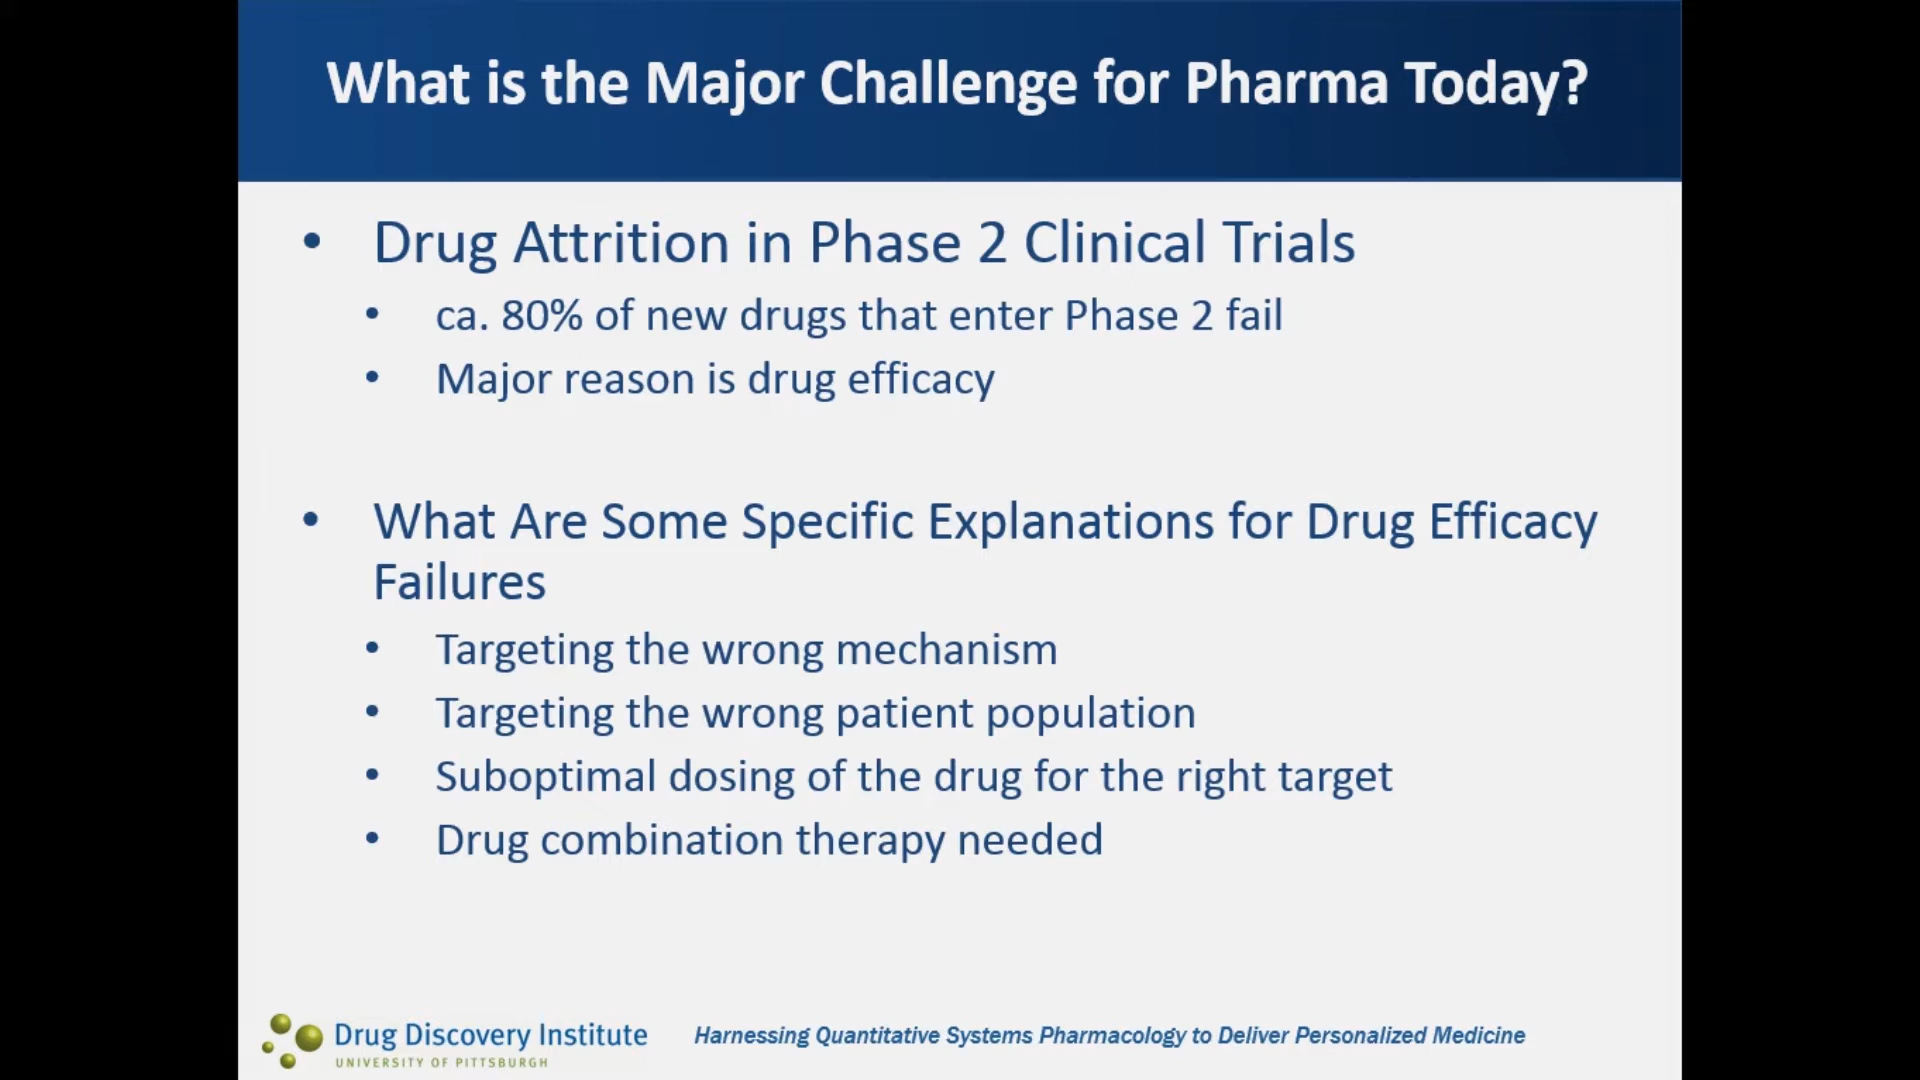 What is the Major Challenge for Pharma Today?
• Drug Attrition in Phase 2 Clinical Trials
• ca. 80% of new drugs that enter Phase 2 fail
• Major reason is drug efficacy
• What Are Some Specific Explanations for Drug Efficacy
Failures
• Targeting the wrong mechanism
• Targeting the wrong patient population
• Suboptimal dosing of the drug for the right target
• Drug combination therapy needed
Drug Discovery Institute
UNIVERSITY OF PITTSBURGH
Harnessing Quantitative Systems Pharmacology to Deliver Personalized Medicine